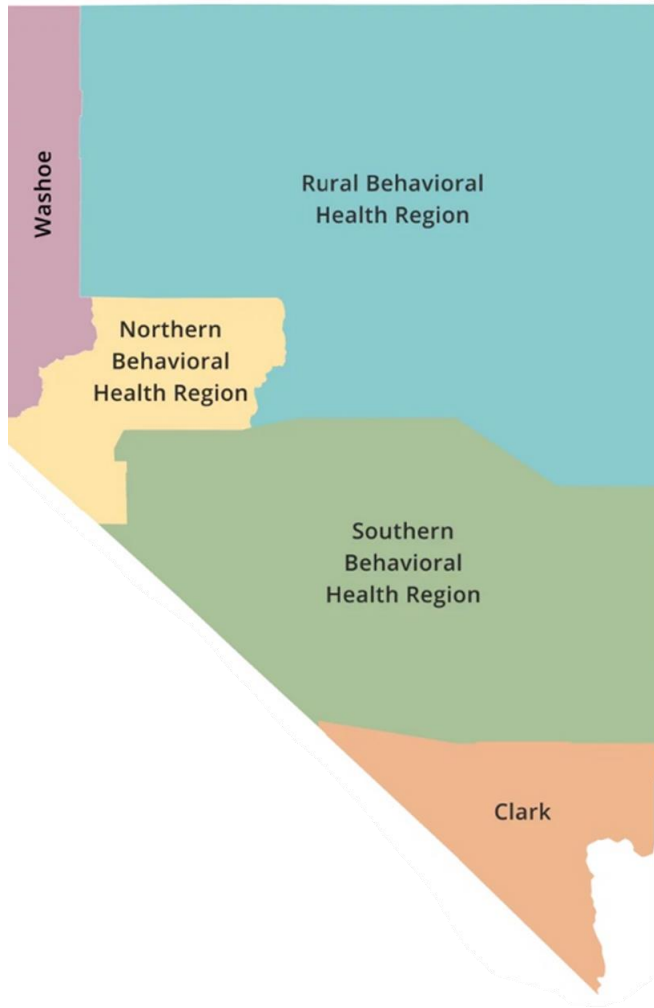 Washoe
Rural Behavioral
Health Region
Northern
Behavioral
Health Region
Southern
Behavioral
Health Region
Clark